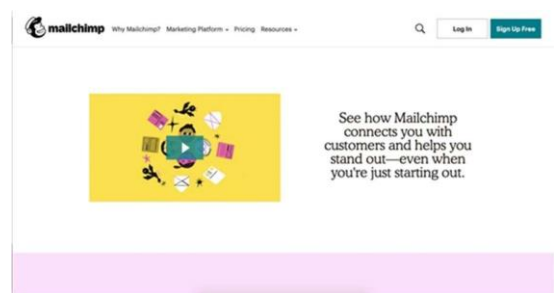 mailchimp Why Mailchimp? Marketing Platform Pricing Resources Log In Sign Up Free
See how Mailchimp
connects you with
customers and helps you
stand out—even when
you're just starting out.